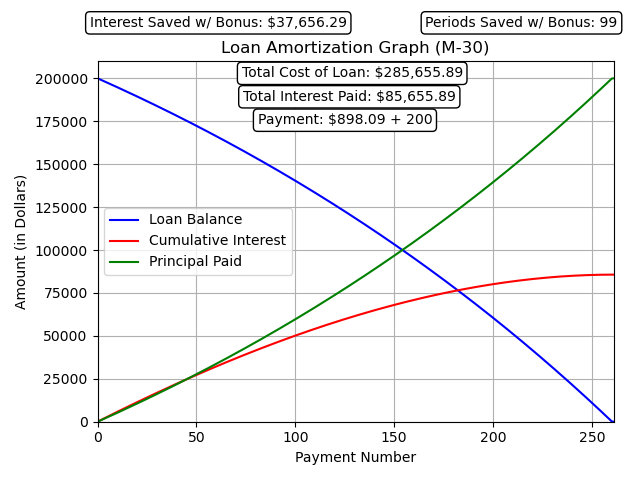 Interest Saved w/ Bonus: $37,656.29
Periods Saved w/ Bonus: 99
Loan Amortization Graph (M-30)
Total Cost of Loan: $285,655.89
Total Interest Paid: $85,655.89
Payment: $898.09 + 200
Amount (in Dollars)
200000
175000
150000
125000
100000
75000
50000
25000
0
Loan Balance
Cumulative Interest
Principal Paid
0 50 100 150 200 250
Payment Number